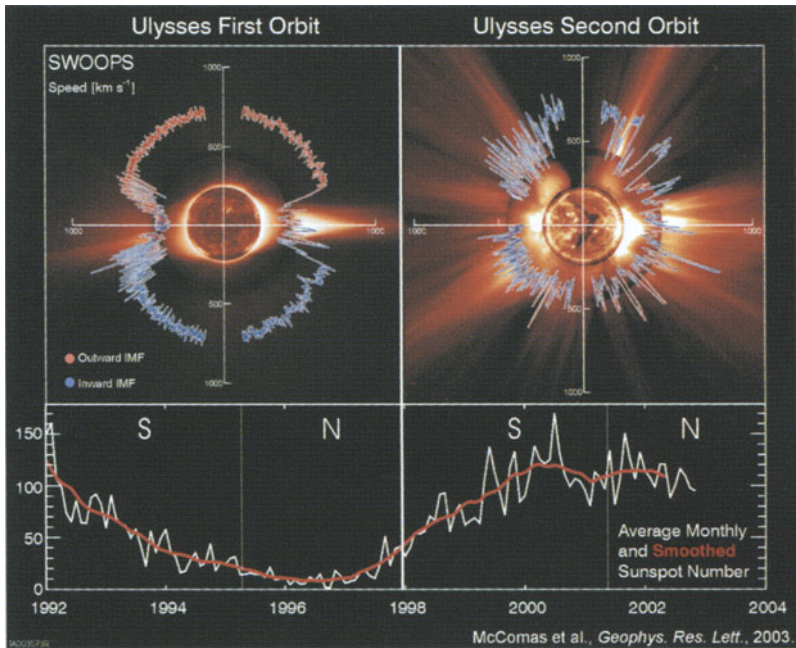 Ulysses First Orbit
Ulysses Second Orbit
SWOOPS
Speed [km s⁻¹]
1000
500
1000
1000
500
1000
Outward IMF
Inward IMF
1000
500
1000
1000
500
1000
S
N
S
N
150
100
50
0
Average Monthly
and Smoothed
Sunspot Number
1992
1994
1996
1998
2000
2002
2004
McComas et al., Geophys. Res. Lett., 2003.